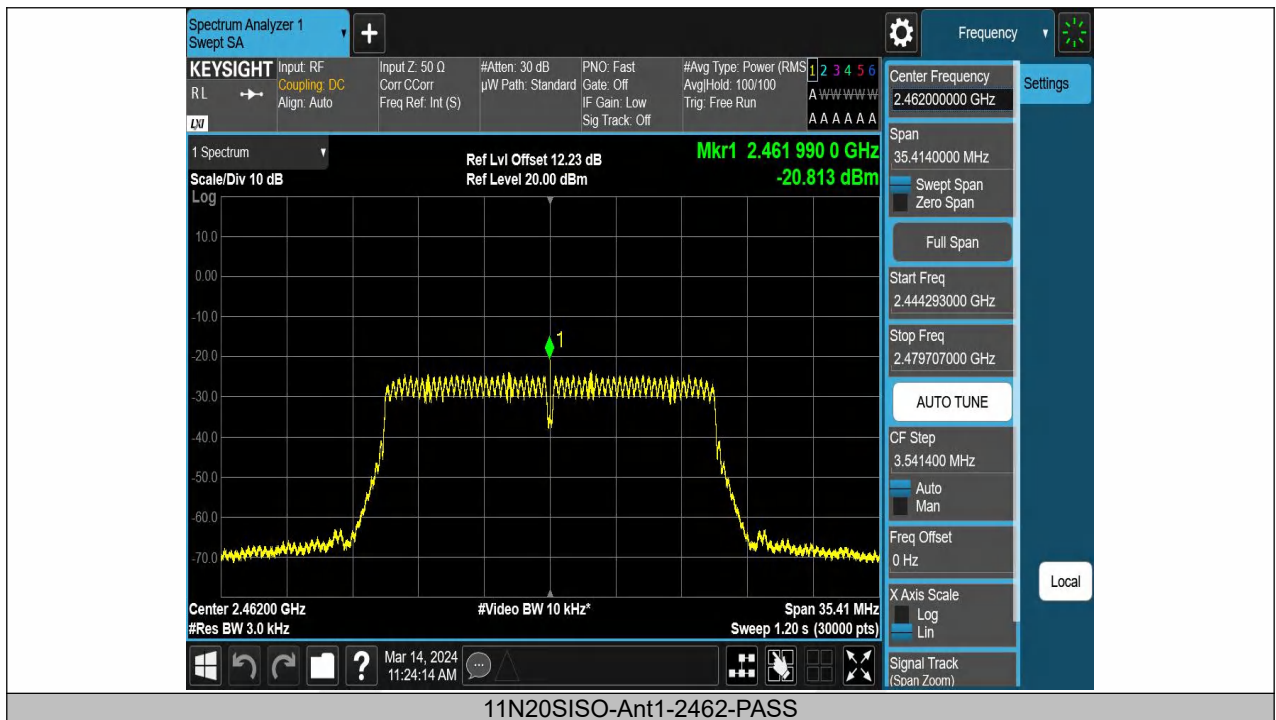 Spectrum Analyzer 1
Swept SA
+
Frequency
KEYSIGHT
R L
LXI
Input: RF
Coupling: DC
Align: Auto
Input Z: 50 Ω
Corr CCorr
Freq Ref: Int (S)
#Atten: 30 dB
µW Path: Standard
PNO: Fast
Gate: Off
IF Gain: Low
Sig Track: Off
#Avg Type: Power (RMS
Avg|Hold: 100/100
Trig: Free Run
1 2 3 4 5 6
A W W W W W
A A A A A A
1 Spectrum
Scale/Div 10 dB
Log
Ref Lvl Offset 12.23 dB
Ref Level 20.00 dBm
Mkr1 2.461 990 0 GHz
-20.813 dBm
10.0
0.00
-10.0
-20.0
-30.0
-40.0
-50.0
-60.0
-70.0
1
Center 2.46200 GHz
#Res BW 3.0 kHz
#Video BW 10 kHz*
Span 35.41 MHz
Sweep 1.20 s (30000 pts)
Center Frequency
2.462000000 GHz
Span
35.4140000 MHz
Swept Span
Zero Span
Full Span
Start Freq
2.444293000 GHz
Stop Freq
2.479707000 GHz
AUTO TUNE
CF Step
3.541400 MHz
Auto
Man
Freq Offset
0 Hz
X Axis Scale
Log
Lin
Signal Track
(Span Zoom)
Settings
Local
?
Mar 14, 2024
11:24:14 AM
11N20SISO-Ant1-2462-PASS